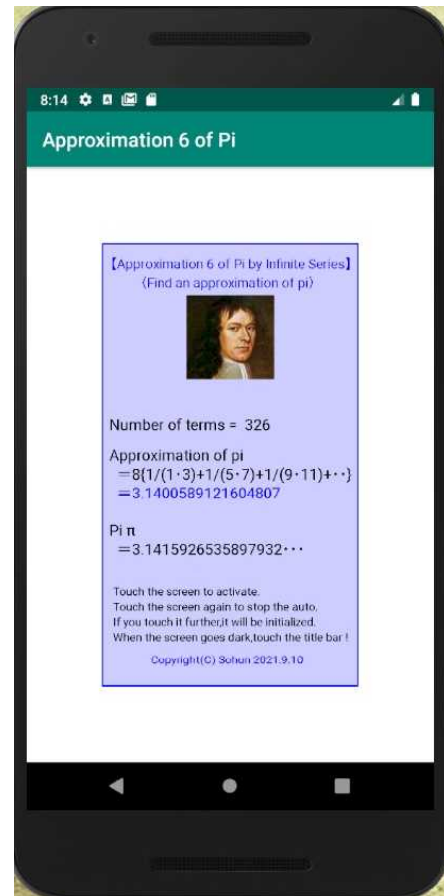 8:14
Approximation 6 of Pi
【Approximation 6 of Pi by Infinite Series】
(Find an approximation of pi)
Number of terms = 326
Approximation of pi
=8{1/(1·3)+1/(5·7)+1/(9·11)+··}
=3.1400589121604807
Pi π
=3.1415926535897932···
Touch the screen to activate.
Touch the screen again to stop the auto.
If you touch it further,it will be initialized.
When the screen goes dark,touch the title bar !
Copyright(C) Sohun 2021.9.10